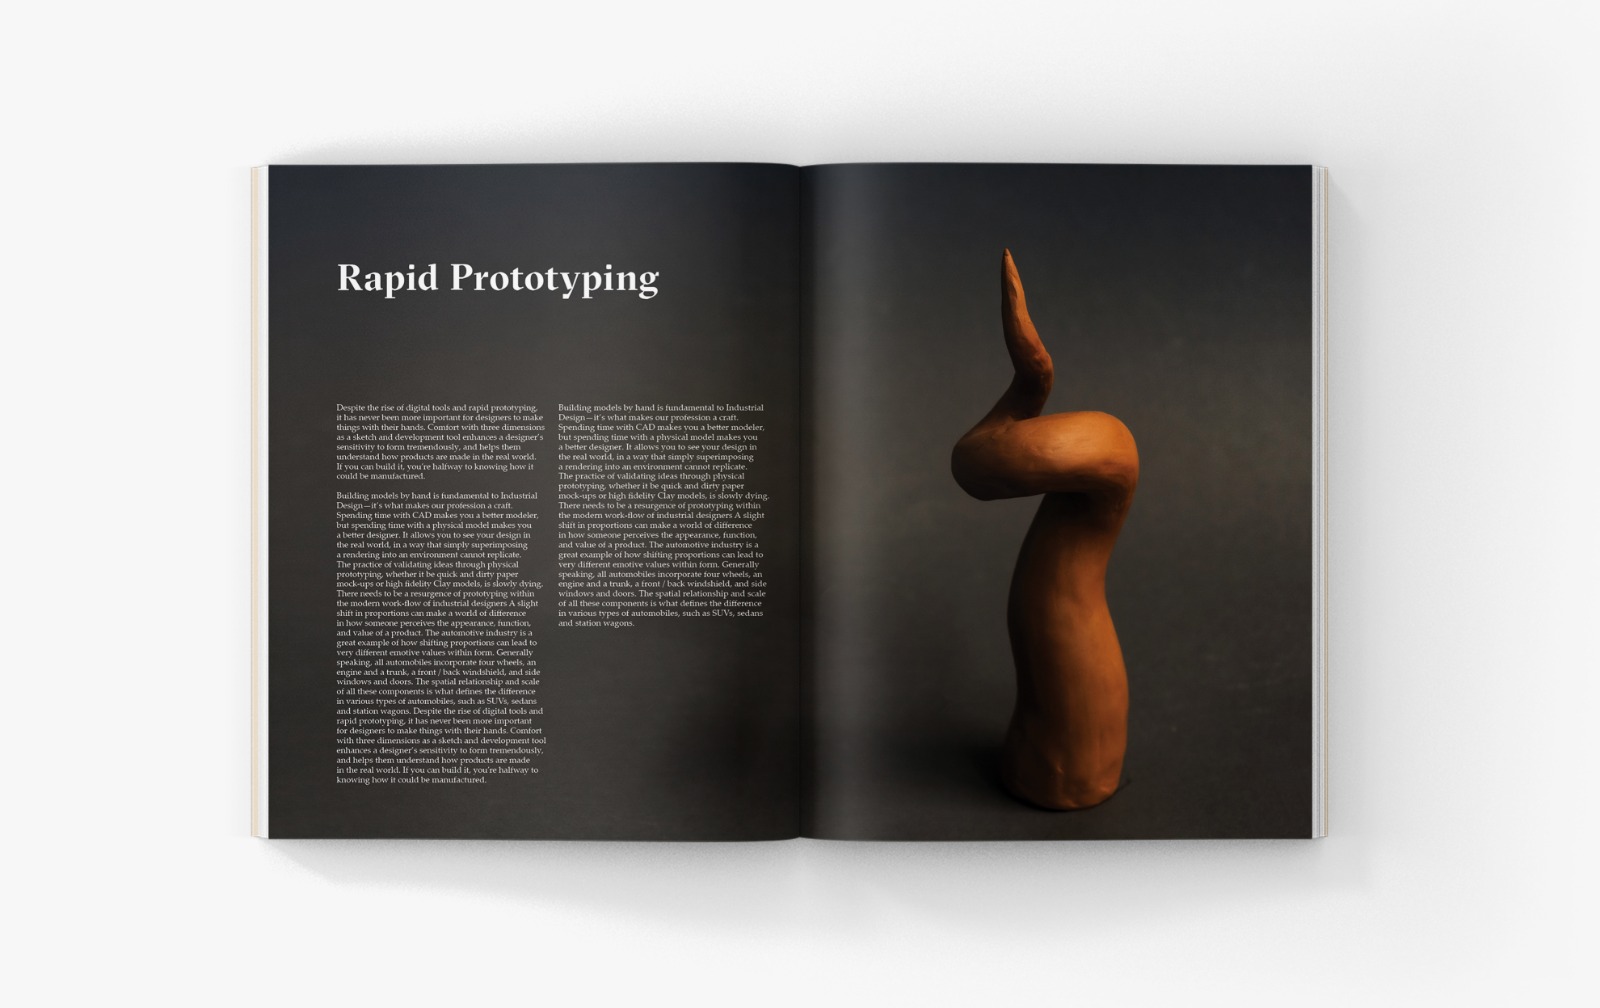 Rapid Prototyping
Despite the rise of digital tools and rapid prototyping,
it has never been more important for designers to make
things with their hands. Comfort with three dimensions
as a sketch and development tool enhances a designer's
sensitivity to form tremendously, and helps them
understand how products are made in the real world.
If you can build it, you're halfway to knowing how it
could be manufactured.
Building models by hand is fundamental to Industrial
Design—it's what makes our profession a craft.
Spending time with CAD makes you a better modeler,
but spending time with a physical model makes you
a better designer. It allows you to see your design in
the real world, in a way that simply superimposing
a rendering into an environment cannot replicate.
The practice of validating ideas through physical
prototyping, whether it be quick and dirty paper
mock-ups or high fidelity Clay models, is slowly dying.
There needs to be a resurgence of prototyping within
the modern work-flow of industrial designers A slight
shift in proportions can make a world of difference
in how someone perceives the appearance, function,
and value of a product. The automotive industry is a
great example of how shifting proportions can lead to
very different emotive values within form. Generally
speaking, all automobiles incorporate four wheels, an
engine and a trunk, a front / back windshield, and side
windows and doors. The spatial relationship and scale
of all these components is what defines the difference
in various types of automobiles, such as SUVs, sedans
and station wagons. Despite the rise of digital tools and
rapid prototyping, it has never been more important
for designers to make things with their hands. Comfort
with three dimensions as a sketch and development tool
enhances a designer's sensitivity to form tremendously,
and helps them understand how products are made
in the real world. If you can build it, you're halfway to
knowing how it could be manufactured.
Building models by hand is fundamental to Industrial
Design—it's what makes our profession a craft.
Spending time with CAD makes you a better modeler,
but spending time with a physical model makes you
a better designer. It allows you to see your design in
the real world, in a way that simply superimposing
a rendering into an environment cannot replicate.
The practice of validating ideas through physical
prototyping, whether it be quick and dirty paper
mock-ups or high fidelity Clay models, is slowly dying.
There needs to be a resurgence of prototyping within
the modern work-flow of industrial designers A slight
shift in proportions can make a world of difference
in how someone perceives the appearance, function,
and value of a product. The automotive industry is a
great example of how shifting proportions can lead to
very different emotive values within form. Generally
speaking, all automobiles incorporate four wheels, an
engine and a trunk, a front / back windshield, and side
windows and doors. The spatial relationship and scale
of all these components is what defines the difference
in various types of automobiles, such as SUVs, sedans
and station wagons.